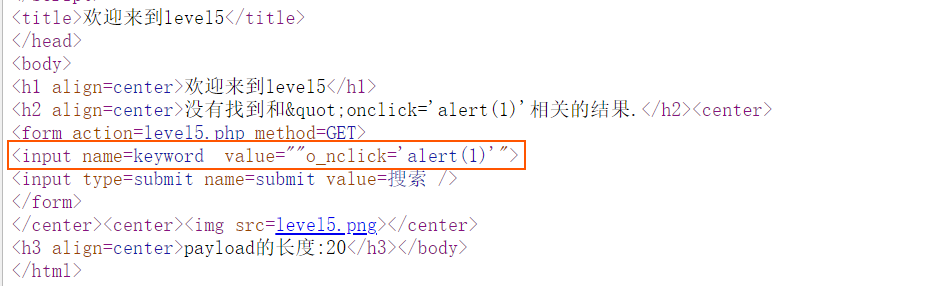 <title>欢迎来到level5</title>
</head>
<body>
<h1 align=center>欢迎来到level5</h1>
<h2 align=center>没有找到和&quot;onclick='alert(1)'相关的结果.</h2><center>
<form action=level5.php method=GET>
<input name=keyword  value=""o_nclick='alert(1)'">
<input type=submit name=submit value=搜索 />
</form>
</center><center><img src=level5.png></center>
<h3 align=center>payload的长度:20</h3></body>
</html>